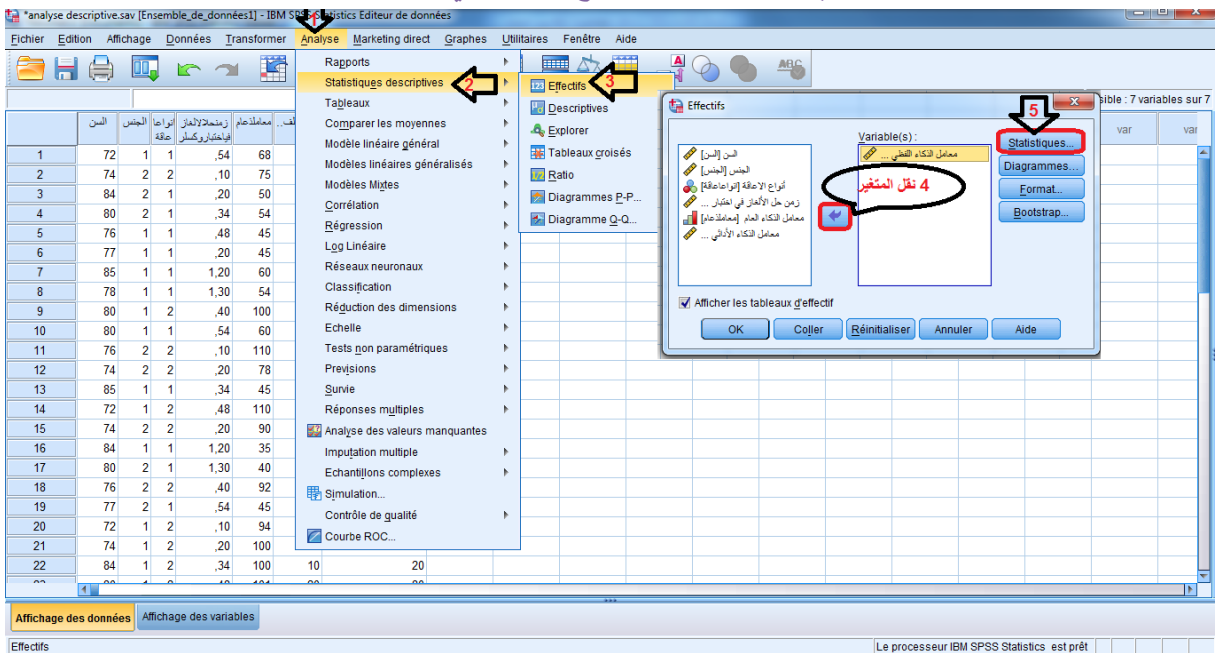 *analyse descriptive.sav [Ensemble_de_données1] - IBM SPSS Statistics Editeur de données
1
Fichier Edition Affichage Données Transformer Analyse Marketing direct Graphes Utilitaires Fenêtre Aide
Rapports
Statistiques descriptives
2
Tableaux
Comparer les moyennes
Modèle linéaire général
Modèles linéaires généralisés
Modèles Mixtes
Corrélation
Régression
Log Linéaire
Réseaux neuronaux
Classification
Réduction des dimensions
Echelle
Tests non paramétriques
Prévisions
Survie
Réponses multiples
Analyse des valeurs manquantes
Imputation multiple
Echantillons complexes
Simulation...
Contrôle de qualité
Courbe ROC...
Effectifs
3
Descriptives
Explorer
Tableaux croisés
Ratio
Diagrammes P-P...
Diagramme Q-Q...
Effectifs
5
السن [السن]
الجنس [الجنس]
أنواع الاعاقة [انواعاعاقة]
زمن حل الألغاز في اختبار ...
معامل الذكاء العام [معاملذعام]
معامل الذكاء الأدائي ...
Variable(s) :
معامل الذكاء اللفظي ...
4 نقل المتغير
Statistiques...
Diagrammes...
Format...
Bootstrap...
Afficher les tableaux d'effectif
OK Coller Réinitialiser Annuler Aide
sible : 7 variables sur 7
var var
السن الجنس انواعا عاقة زمنحلالالغاز فياختباروكسلر معاملذعام
1 72 1 1 ,54 68
2 74 2 2 ,10 75
3 84 2 1 ,20 50
4 80 2 1 ,34 54
5 76 1 1 ,48 45
6 77 1 1 ,20 45
7 85 1 1 1,20 60
8 78 1 1 1,30 54
9 80 1 2 ,40 100
10 80 1 1 ,54 60
11 76 2 2 ,10 110
12 74 2 2 ,20 78
13 85 1 1 ,34 45
14 72 1 2 ,48 110
15 74 2 2 ,20 90
16 84 1 1 1,20 35
17 80 2 1 1,30 40
18 76 2 2 ,40 92
19 77 2 1 ,54 45
20 72 1 2 ,10 94
21 74 1 2 ,20 100
22 84 1 2 ,34 100 10 20
Affichage des données Affichage des variables
Effectifs
Le processeur IBM SPSS Statistics est prêt